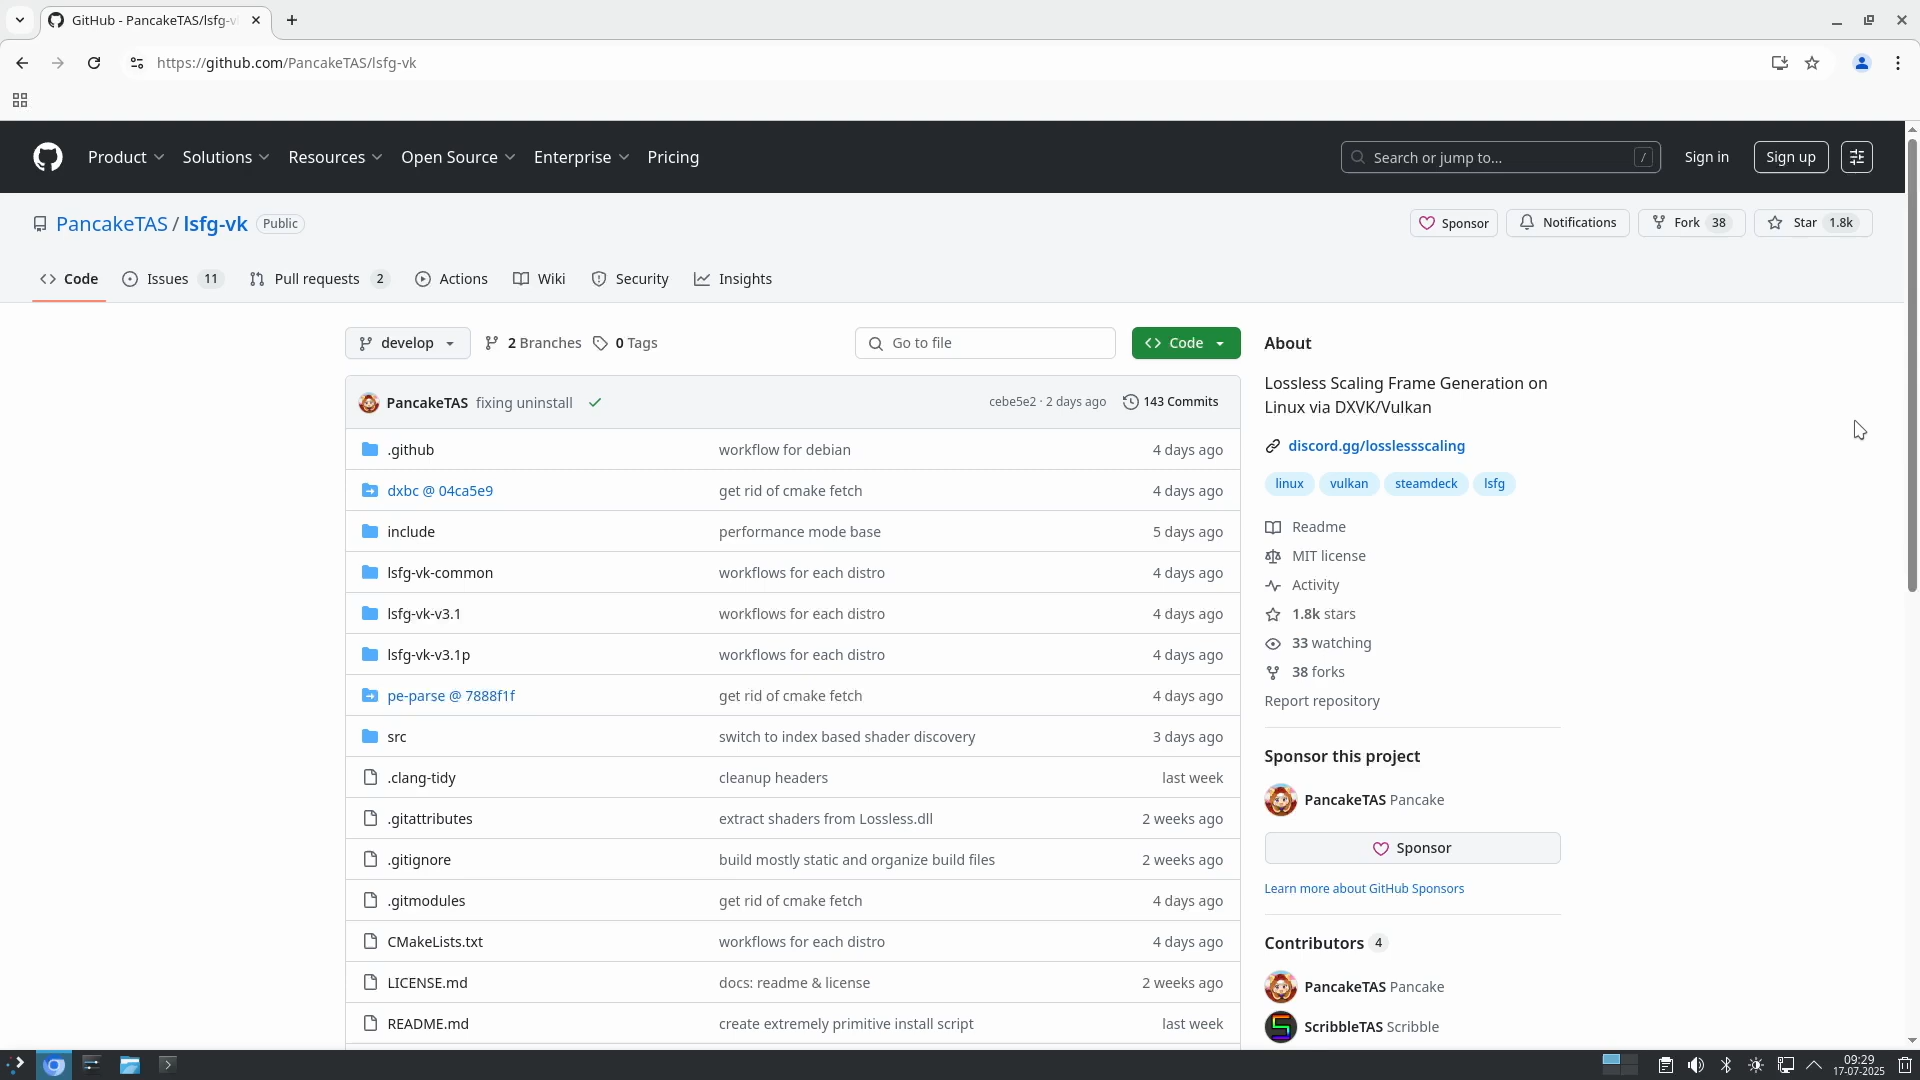 GitHub - PancakeTAS/lsfg-v
https://github.com/PancakeTAS/lsfg-vk
Product
Solutions
Resources
Open Source
Enterprise
Pricing
Search or jump to...
/
Sign in
Sign up
PancakeTAS / lsfg-vk Public
Sponsor
Notifications
Fork 38
Star 1.8k
Code
Issues 11
Pull requests 2
Actions
Wiki
Security
Insights
develop
2 Branches
0 Tags
Go to file
Code
PancakeTAS fixing uninstall
cebe5e2 · 2 days ago
143 Commits
.github workflow for debian 4 days ago
dxbc @ 04ca5e9 get rid of cmake fetch 4 days ago
include performance mode base 5 days ago
lsfg-vk-common workflows for each distro 4 days ago
lsfg-vk-v3.1 workflows for each distro 4 days ago
lsfg-vk-v3.1p workflows for each distro 4 days ago
pe-parse @ 7888f1f get rid of cmake fetch 4 days ago
src switch to index based shader discovery 3 days ago
.clang-tidy cleanup headers last week
.gitattributes extract shaders from Lossless.dll 2 weeks ago
.gitignore build mostly static and organize build files 2 weeks ago
.gitmodules get rid of cmake fetch 4 days ago
CMakeLists.txt workflows for each distro 4 days ago
LICENSE.md docs: readme & license 2 weeks ago
README.md create extremely primitive install script last week
About
Lossless Scaling Frame Generation on
Linux via DXVK/Vulkan
discord.gg/losslessscaling
linux vulkan steamdeck lsfg
Readme
MIT license
Activity
1.8k stars
33 watching
38 forks
Report repository
Sponsor this project
PancakeTAS Pancake
Sponsor
Learn more about GitHub Sponsors
Contributors 4
PancakeTAS Pancake
ScribbleTAS Scribble
09:29
17-07-2025